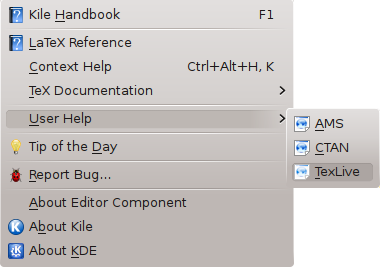 Kile Handbook F1
LaTeX Reference
Context Help Ctrl+Alt+H, K
TeX Documentation
User Help
AMS
CTAN
TexLive
Tip of the Day
Report Bug...
About Editor Component
About Kile
About KDE